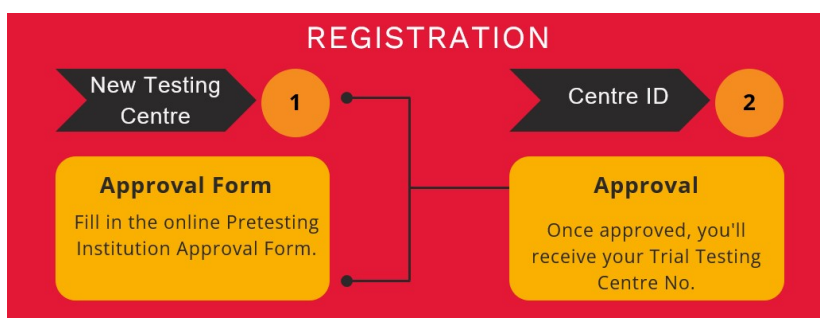 REGISTRATION
New Testing
Centre
1
Approval Form
Fill in the online Pretesting
Institution Approval Form.
Centre ID
2
Approval
Once approved, you'll
receive your Trial Testing
Centre No.